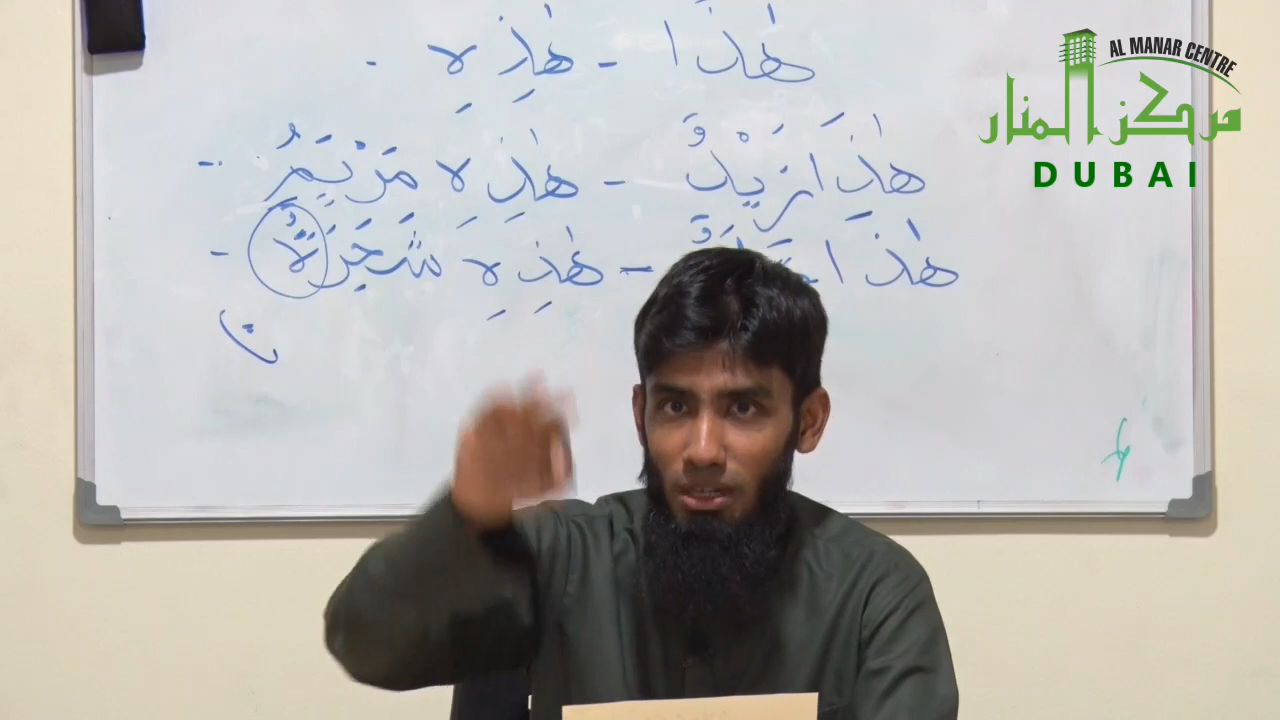 هٰذَا - هٰذِهِ -
هٰذَا زَيْدٌ - هٰذِهِ مَرْيَمُ -
هٰذَا - هٰذِهِ شَجَرَةٌ -
ت
AL MANAR CENTRE
مركز المنار
DUBAI